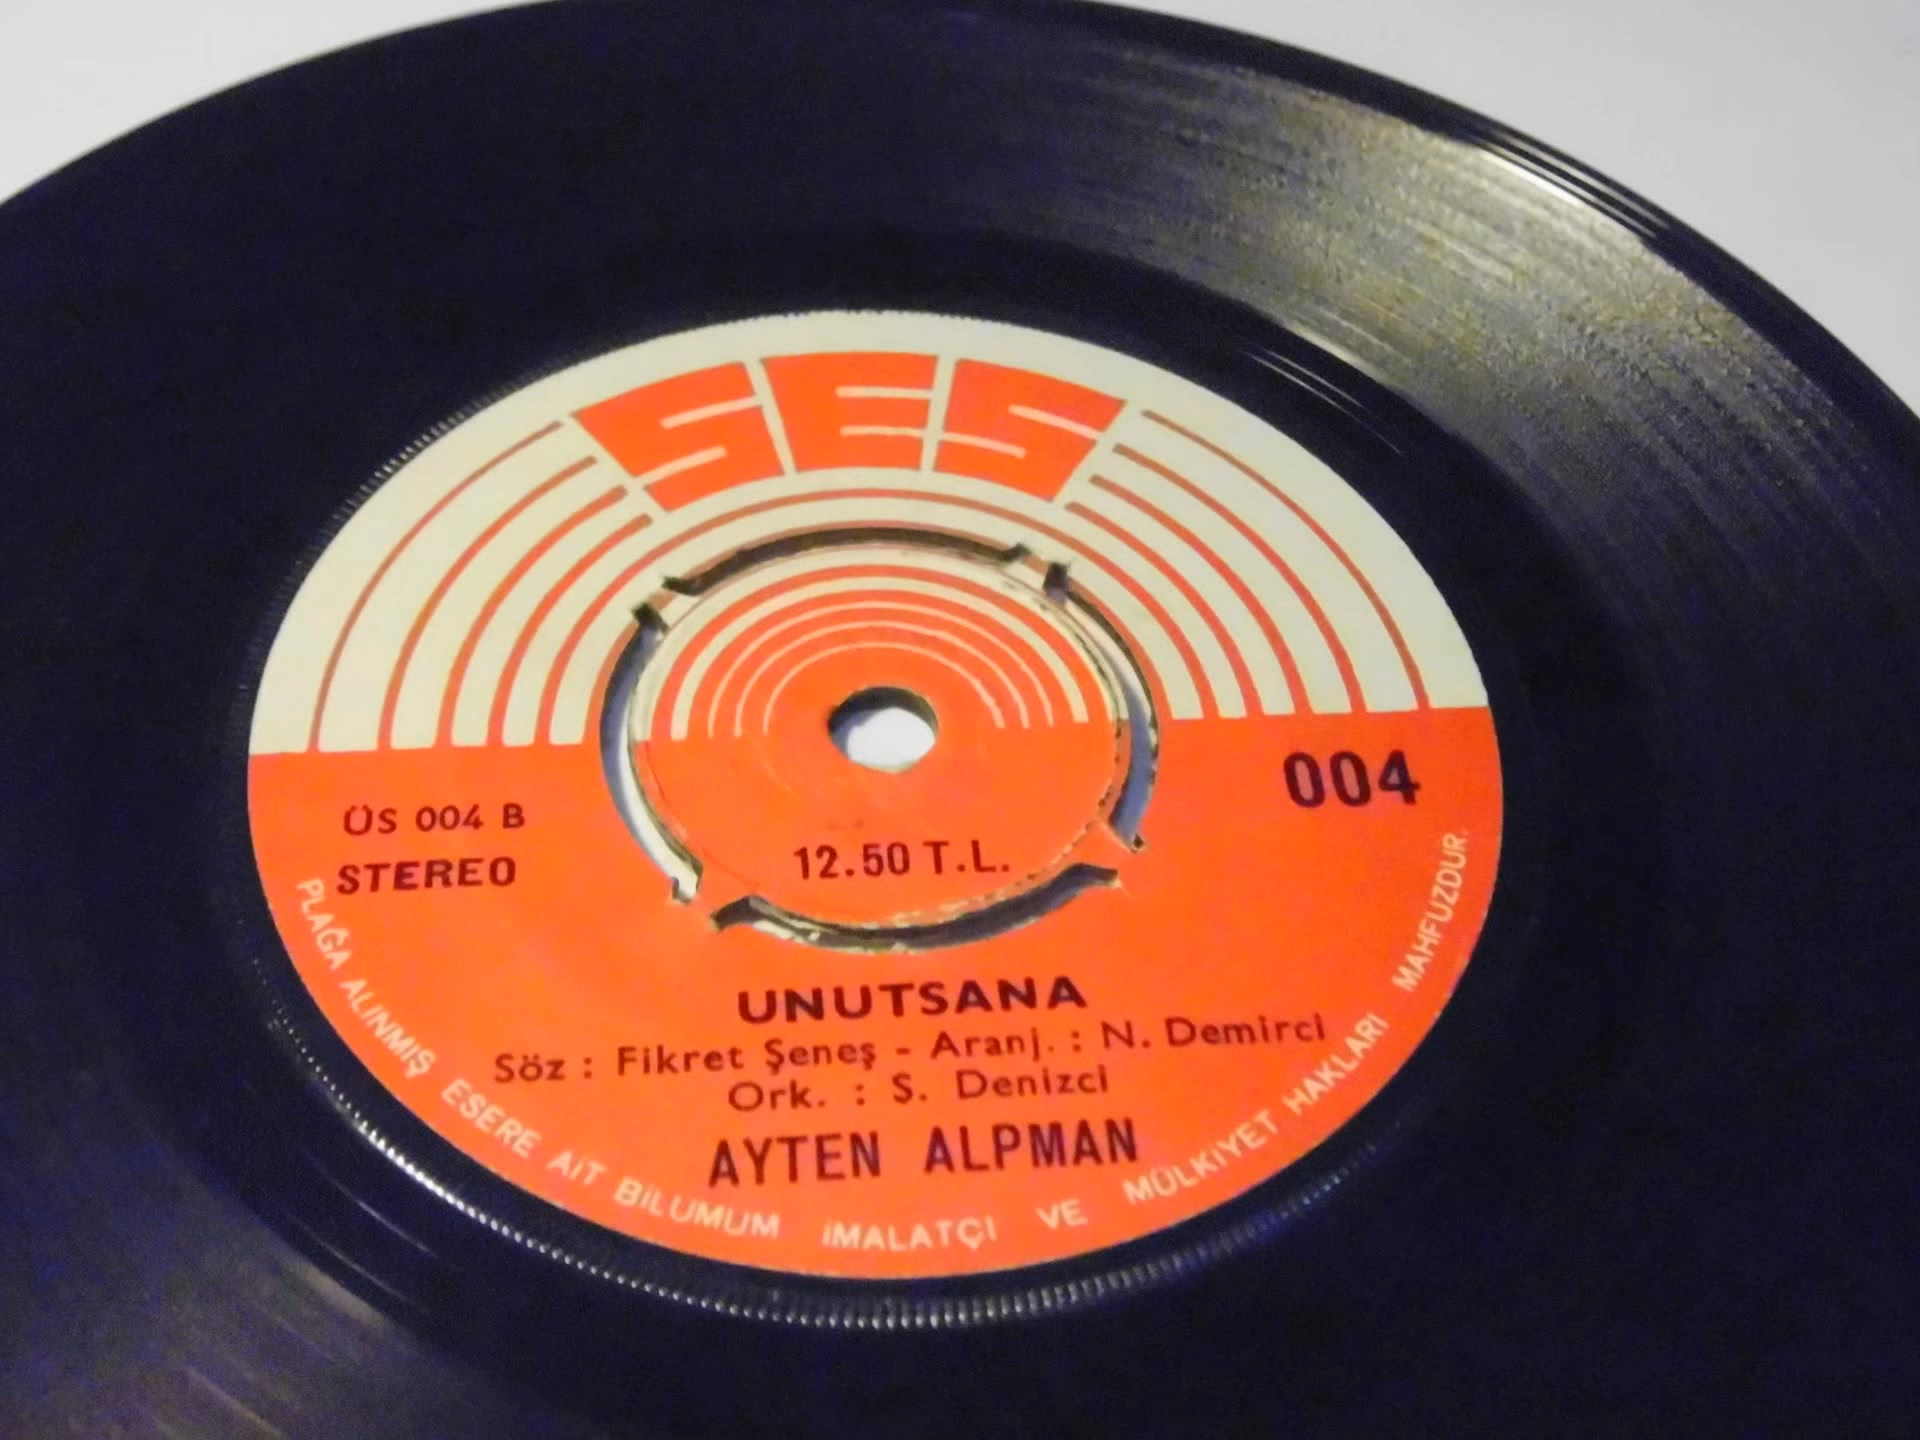 SES
004
ÜS 004 B
STEREO
12.50 T.L.
UNUTSANA
Söz : Fikret Şeneş - Aranj. : N. Demirci
Ork. : S. Denizci
AYTEN ALPMAN
PLAĞA ALINMIŞ ESERE AİT BİLUMUM İMALATÇI VE MÜLKİYET HAKLARI MAHFUZDUR.